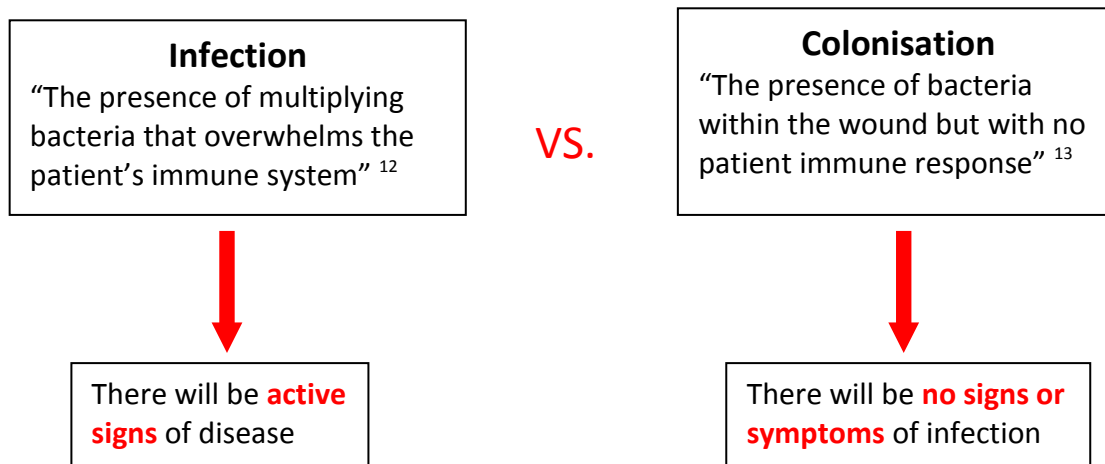 Infection
“The presence of multiplying
bacteria that overwhelms the
patient’s immune system” 12
VS.
Colonisation
“The presence of bacteria
within the wound but with no
patient immune response” 13
There will be active
signs of disease
There will be no signs or
symptoms of infection